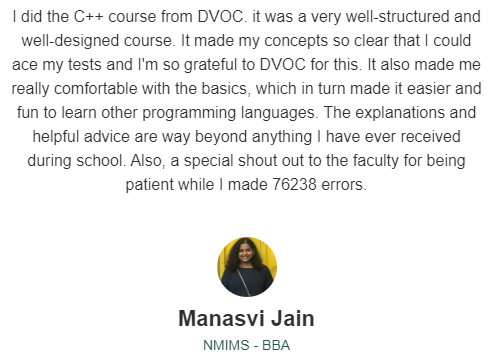 I did the C++ course from DVOC. it was a very well-structured and
well-designed course. It made my concepts so clear that I could
ace my tests and I'm so grateful to DVOC for this. It also made me
really comfortable with the basics, which in turn made it easier and
fun to learn other programming languages. The explanations and
helpful advice are way beyond anything I have ever received
during school. Also, a special shout out to the faculty for being
patient while I made 76238 errors.
Manasvi Jain
NMIMS - BBA